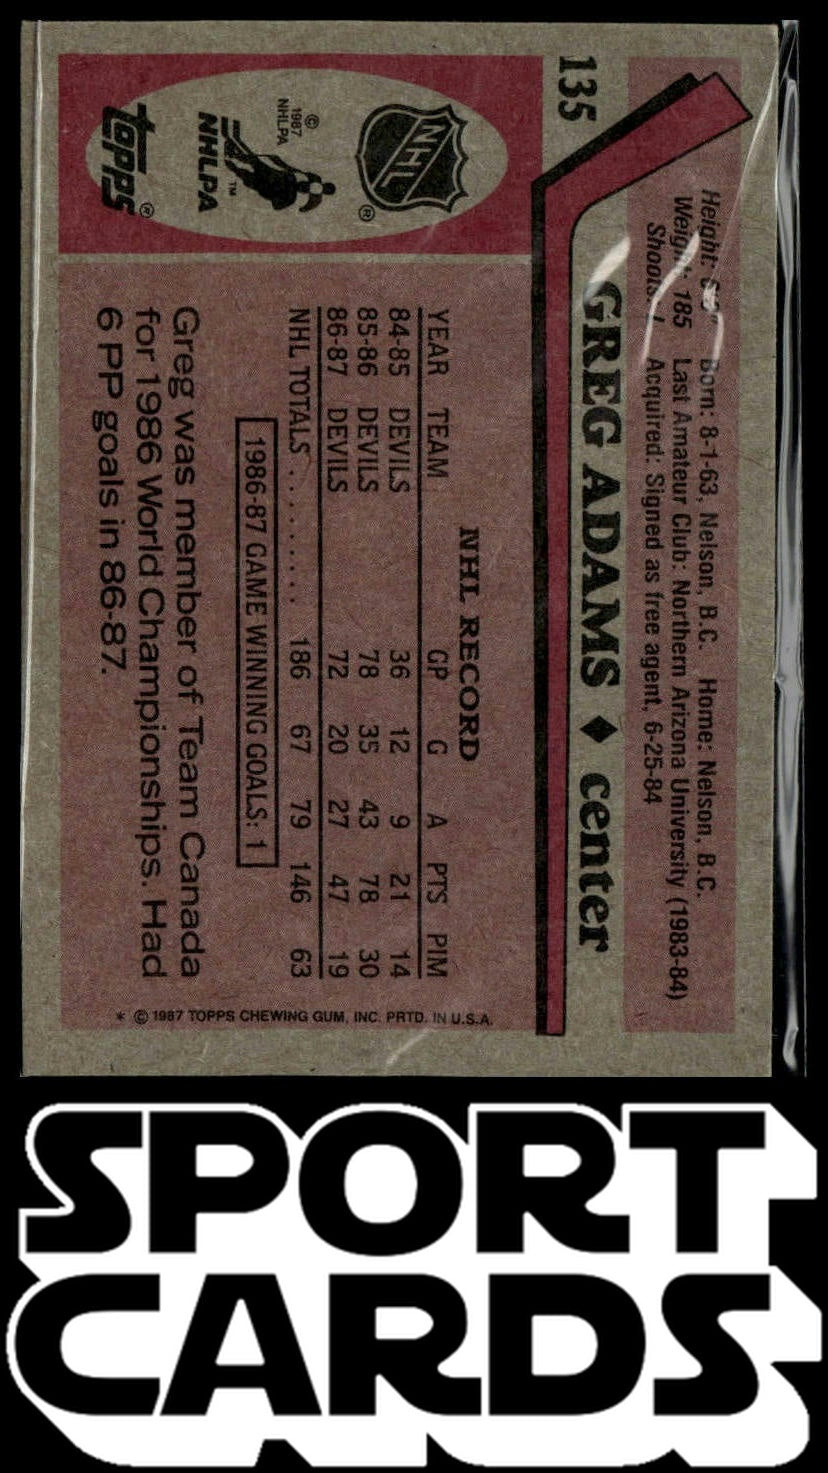 135
Height: Born: 8-1-63, Nelson, B.C. Home: Nelson, B.C.
Weight: 185 Last Amateur Club: Northern Arizona University (1983-84)
Shoots: Acquired: Signed as free agent, 6-25-84
GREG ADAMS ♦ center
NHL
®
© 1987 NHLPA
NHLPA
™
topps®
NHL RECORD
YEAR TEAM GP G A PTS PIM
84-85 DEVILS 36 12 9 21 14
85-86 DEVILS 78 35 43 78 30
86-87 DEVILS 72 20 27 47 19
NHL TOTALS .......... 186 67 79 146 63
1986-87 GAME WINNING GOALS: 1
Greg was member of Team Canada
for 1986 World Championships. Had
6 PP goals in 86-87.
* © 1987 TOPPS CHEWING GUM, INC. PRTD. IN U.S.A.
SPORT
CARDS